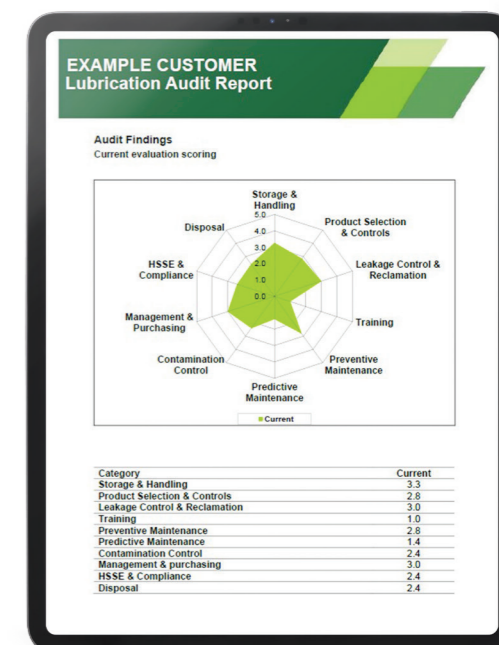 EXAMPLE CUSTOMER
Lubrication Audit Report
Audit Findings
Current evaluation scoring
Storage &
Handling
Product Selection
& Controls
Leakage Control &
Reclamation
Training
Preventive
Maintenance
Predictive
Maintenance
Contamination
Control
Management &
Purchasing
HSSE &
Compliance
Disposal
5.0
4.0
3.0
2.0
1.0
0.0
Current
Category Current
Storage & Handling 3.3
Product Selection & Controls 2.8
Leakage Control & Reclamation 3.0
Training 1.0
Preventive Maintenance 2.8
Predictive Maintenance 1.4
Contamination Control 2.4
Management & purchasing 3.0
HSSE & Compliance 2.4
Disposal 2.4